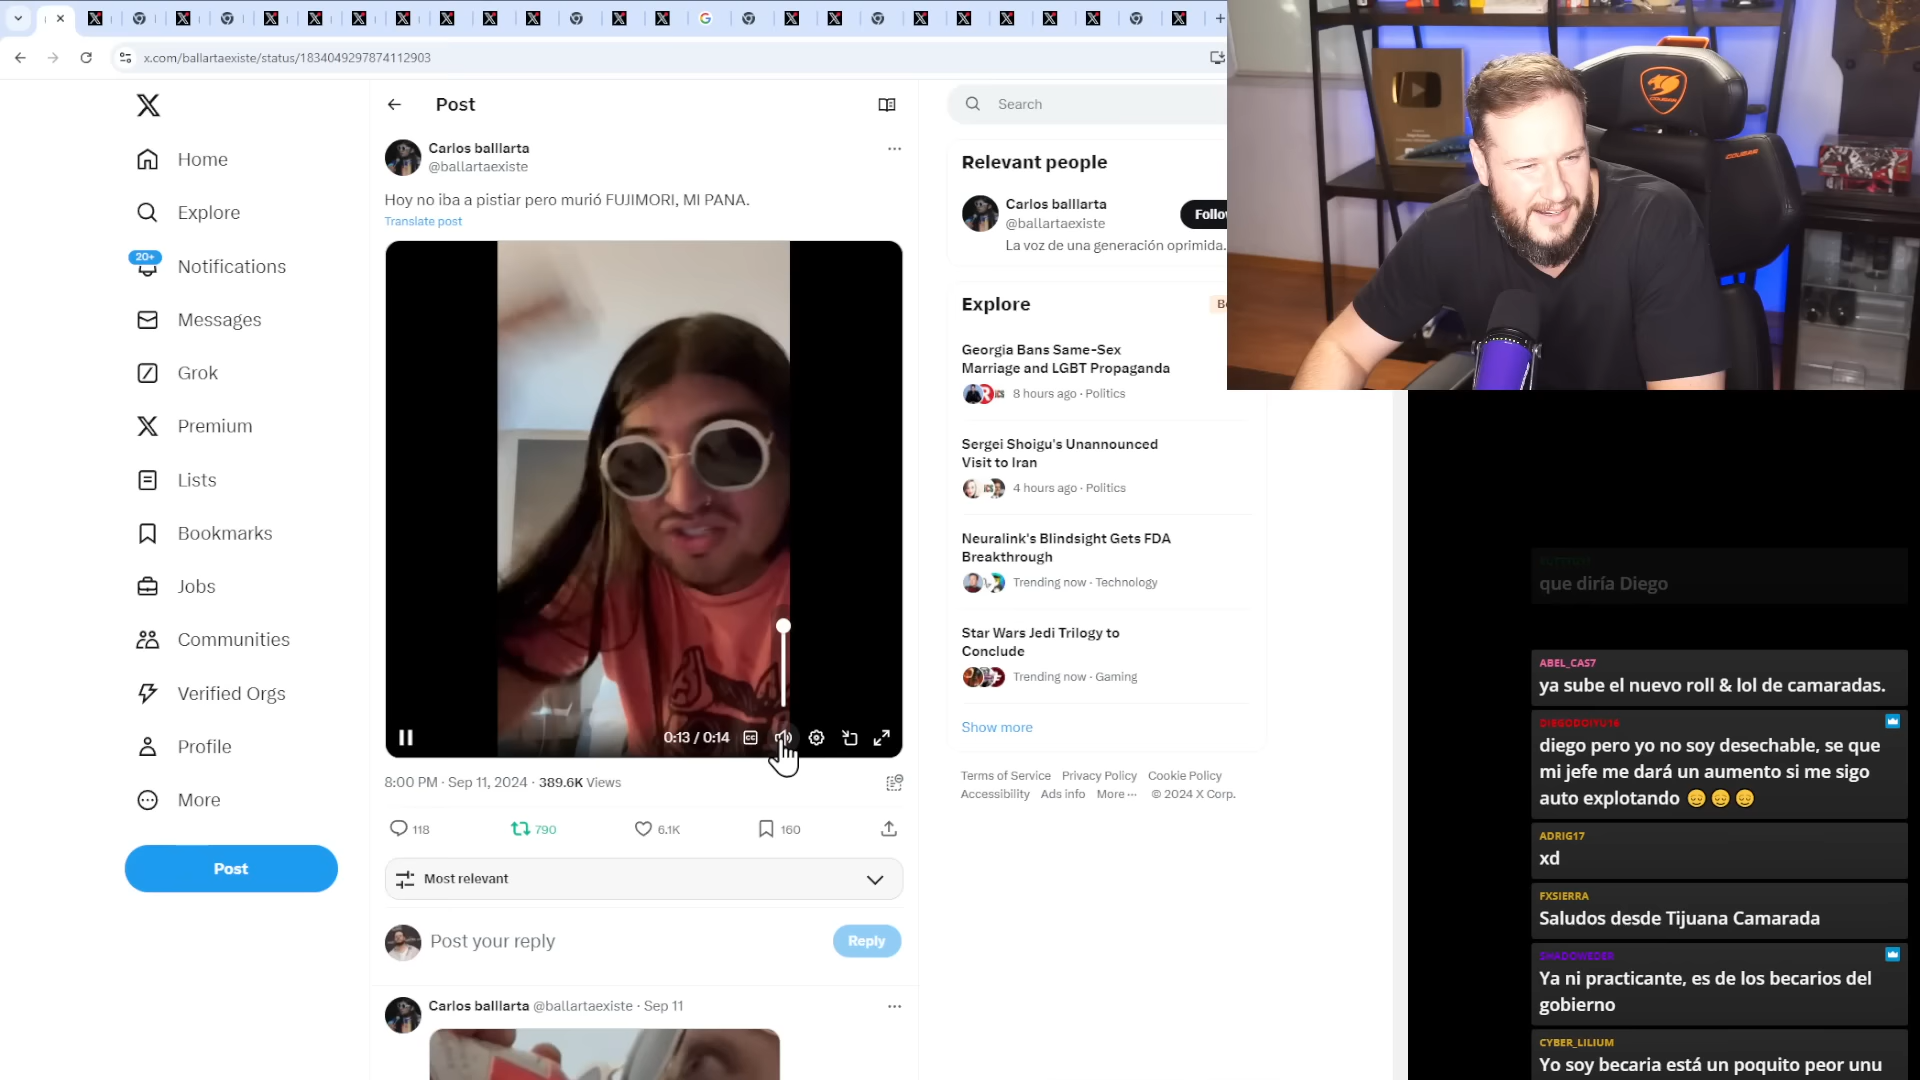 x.com/ballartaexiste/status/1834049297874112903
Home
Explore
20+
Notifications
Messages
Grok
Premium
Lists
Bookmarks
Jobs
Communities
Verified Orgs
Profile
More
Post
Post
Carlos balllarta
@ballartaexiste
Hoy no iba a pistiar pero murió FUJIMORI, MI PANA.
Translate post
0:13 / 0:14
8:00 PM · Sep 11, 2024 · 389.6K Views
118
790
6.1K
160
Most relevant
Post your reply
Reply
Carlos balllarta @ballartaexiste · Sep 11
Search
Relevant people
Carlos balllarta
@ballartaexiste
Follow
La voz de una generación oprimida.
Explore
Georgia Bans Same-Sex
Marriage and LGBT Propaganda
8 hours ago · Politics
Sergei Shoigu's Unannounced
Visit to Iran
4 hours ago · Politics
Neuralink's Blindsight Gets FDA
Breakthrough
Trending now · Technology
Star Wars Jedi Trilogy to
Conclude
Trending now · Gaming
Show more
Terms of Service Privacy Policy Cookie Policy
Accessibility Ads info More ··· © 2024 X Corp.
COUGAR
COUGAR
que diría Diego
ABEL_CAS7
ya sube el nuevo roll & lol de camaradas.
DIEGODOIYU16
diego pero yo no soy desechable, se que
mi jefe me dará un aumento si me sigo
auto explotando 😔😔😔
ADRIG17
xd
FXSIERRA
Saludos desde Tijuana Camarada
SHADOWEDER
Ya ni practicante, es de los becarios del
gobierno
CYBER_LILIUM
Yo soy becaria está un poquito peor unu